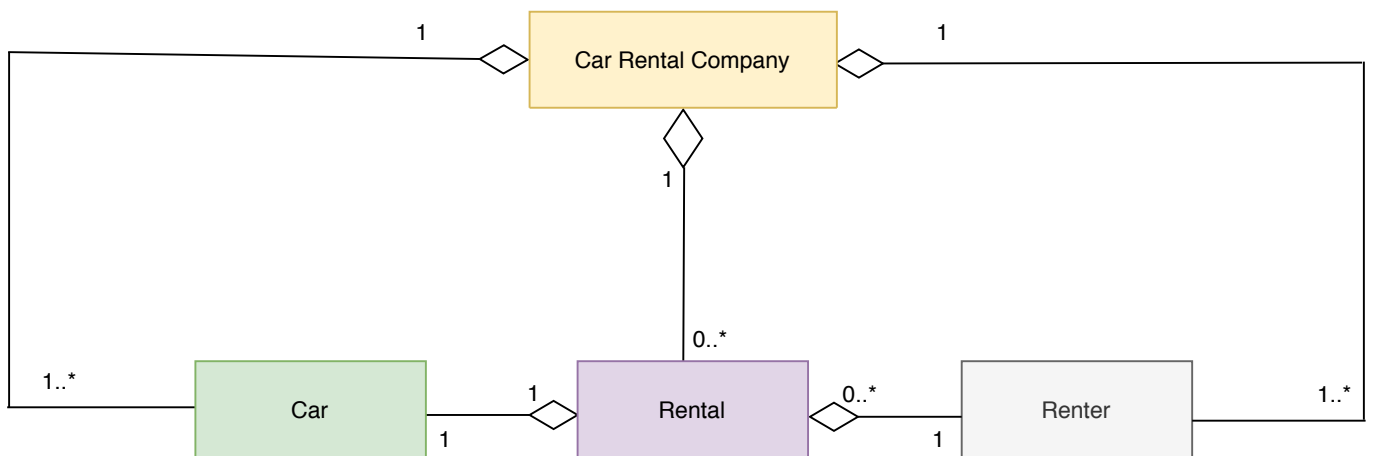 1
1
Car Rental Company
1
0..*
1..*
1
0..*
1..*
Car
Rental
Renter
1
1